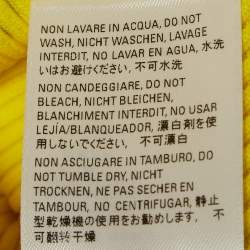 NON LAVARE IN ACQUA, DO NOT
WASH, NICHT WASCHEN, LAVAGE
INTERDIT, NO LAVAR EN AGUA, 水洗
いはお避けください, 不可水洗
NON CANDEGGIARE, DO NOT
BLEACH, NICHT BLEICHEN,
BLANCHIMENT INTERDIT, NO USAR
LEJÍA/BLANQUEADOR, 漂白剤を使
用しないでください, 不可漂白
NON ASCIUGARE IN TAMBURO, DO
NOT TUMBLE DRY, NICHT
TROCKNEN, NE PAS SECHER EN
TAMBOUR, NO CENTRIFUGAR, 静止
型乾燥機の使用をお勧めします, 不
可翻转干燥